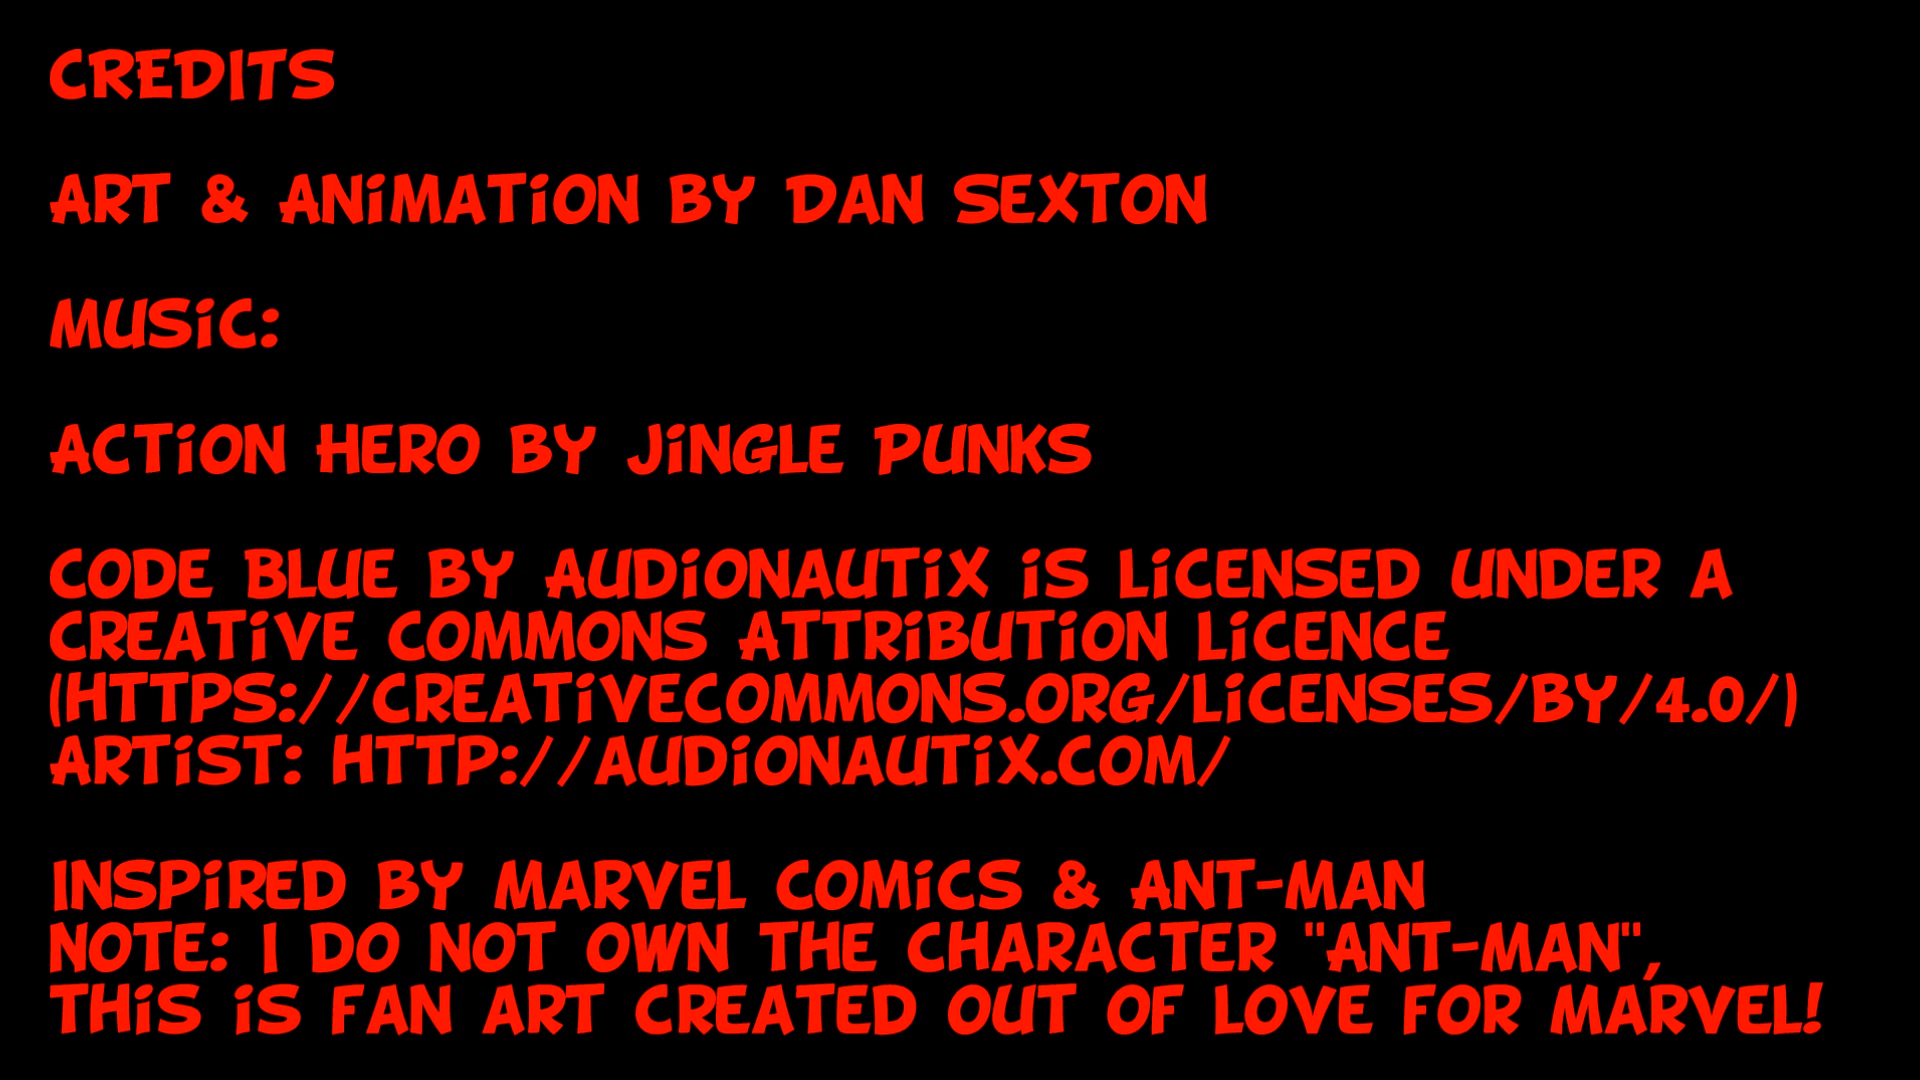 CREDITS
ART & ANIMATION BY DAN SEXTON
MUSIC:
ACTION HERO BY JINGLE PUNKS
CODE BLUE BY AUDIONAUTIX IS LICENSED UNDER A
CREATIVE COMMONS ATTRIBUTION LICENCE
(HTTPS://CREATIVECOMMONS.ORG/LICENSES/BY/4.0/)
ARTIST: HTTP://AUDIONAUTIX.COM/
INSPIRED BY MARVEL COMICS & ANT-MAN
NOTE: I DO NOT OWN THE CHARACTER "ANT-MAN",
THIS IS FAN ART CREATED OUT OF LOVE FOR MARVEL!